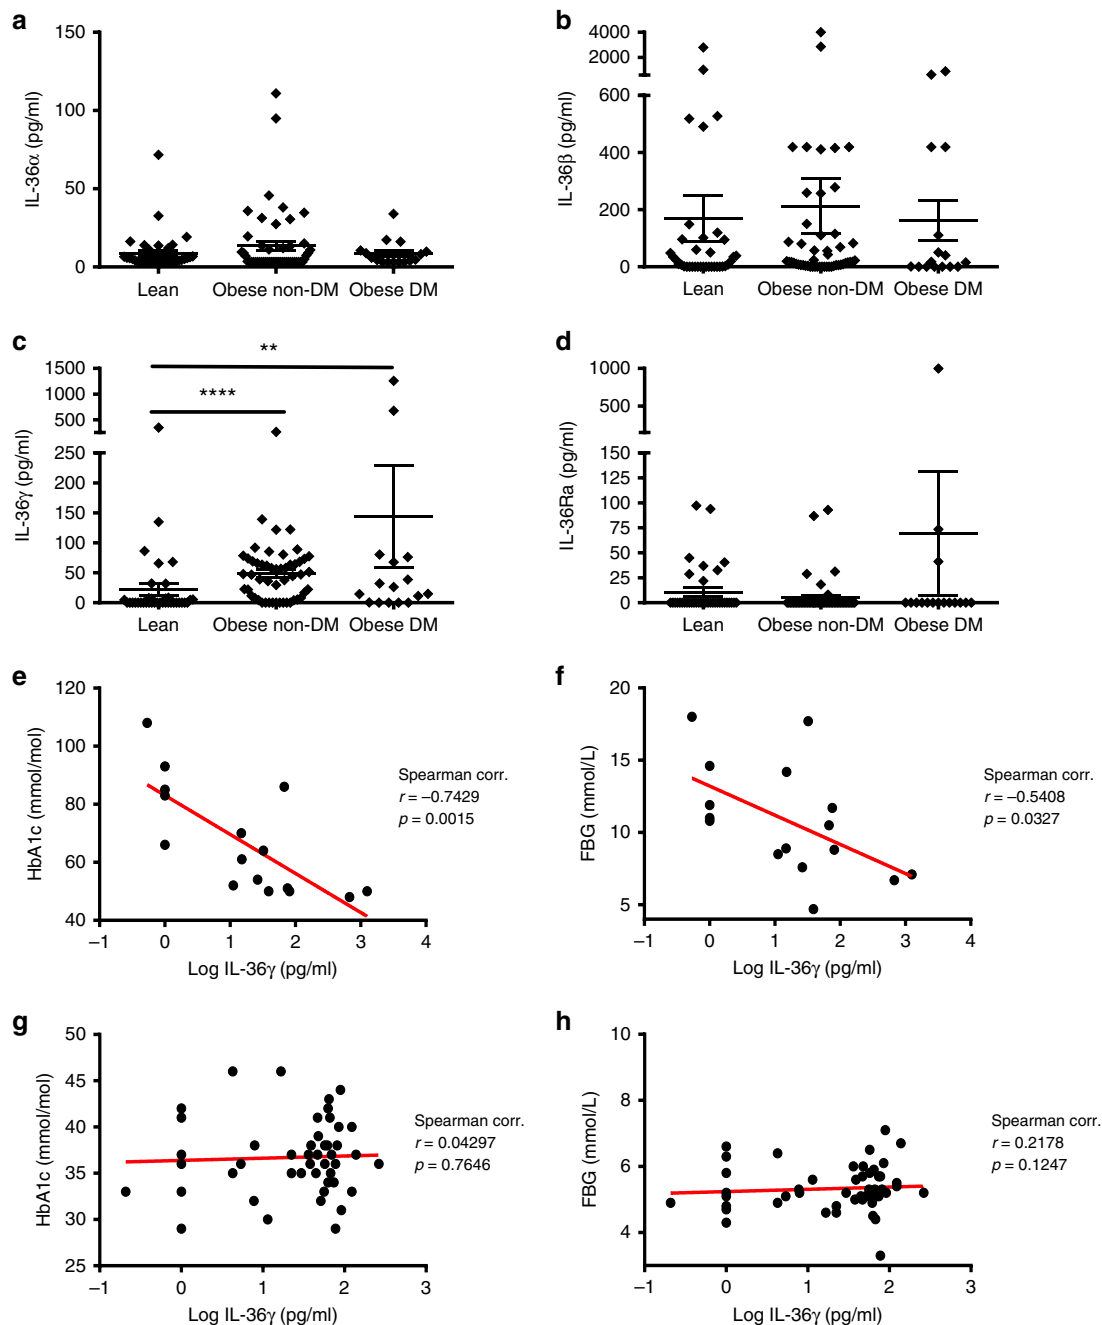 a
150
100
50
0
IL-36α (pg/ml)
Lean Obese non-DM Obese DM
b
4000
2000
600
400
200
0
IL-36β (pg/ml)
Lean Obese non-DM Obese DM
c
1500
1000
500
250
200
150
100
50
0
IL-36γ (pg/ml)
**
****
Lean Obese non-DM Obese DM
d
1000
500
150
125
100
75
50
25
0
IL-36Ra (pg/ml)
Lean Obese non-DM Obese DM
e
120
100
80
60
40
HbA1c (mmol/mol)
–1 0 1 2 3 4
Log IL-36γ (pg/ml)
Spearman corr.
r = –0.7429
p = 0.0015
f
20
15
10
5
FBG (mmol/L)
–1 0 1 2 3 4
Log IL-36γ (pg/ml)
Spearman corr.
r = –0.5408
p = 0.0327
g
50
45
40
35
30
25
HbA1c (mmol/mol)
–1 0 1 2 3
Log IL-36γ (pg/ml)
Spearman corr.
r = 0.04297
p = 0.7646
h
10
8
6
4
FBG (mmol/L)
–1 0 1 2 3
Log IL-36γ (pg/ml)
Spearman corr.
r = 0.2178
p = 0.1247